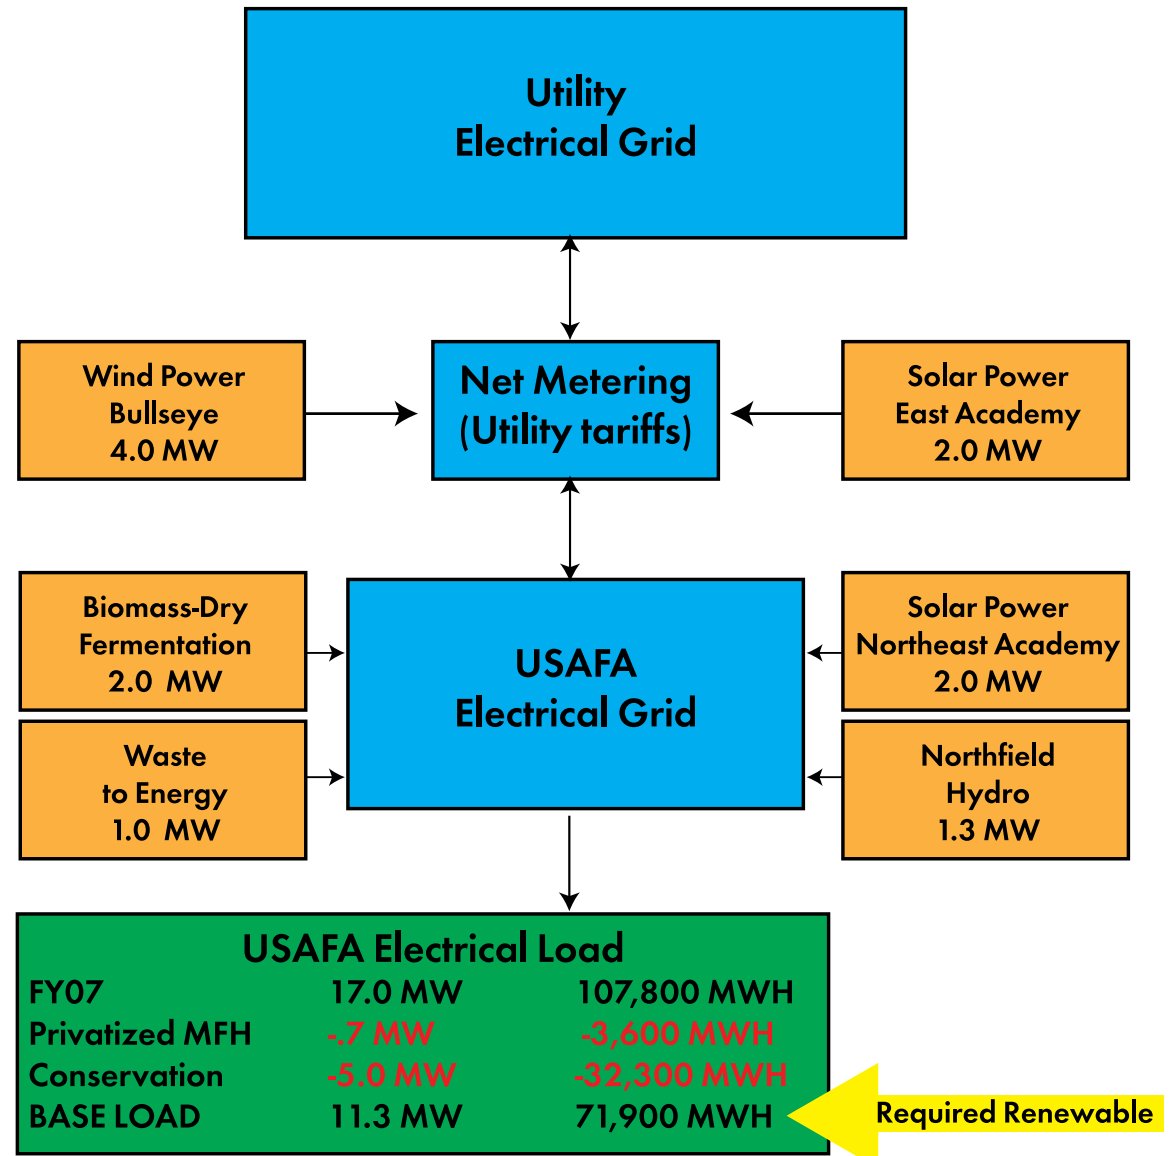 Utility
Electrical Grid
Wind Power
Bullseye
4.0 MW
Net Metering
(Utility tariffs)
Solar Power
East Academy
2.0 MW
Biomass-Dry
Fermentation
2.0 MW
USAFA
Electrical Grid
Solar Power
Northeast Academy
2.0 MW
Waste
to Energy
1.0 MW
Northfield
Hydro
1.3 MW
USAFA Electrical Load
FY07 17.0 MW 107,800 MWH
Privatized MFH -.7 MW -3,600 MWH
Conservation -5.0 MW -32,300 MWH
BASE LOAD 11.3 MW 71,900 MWH
Required Renewable